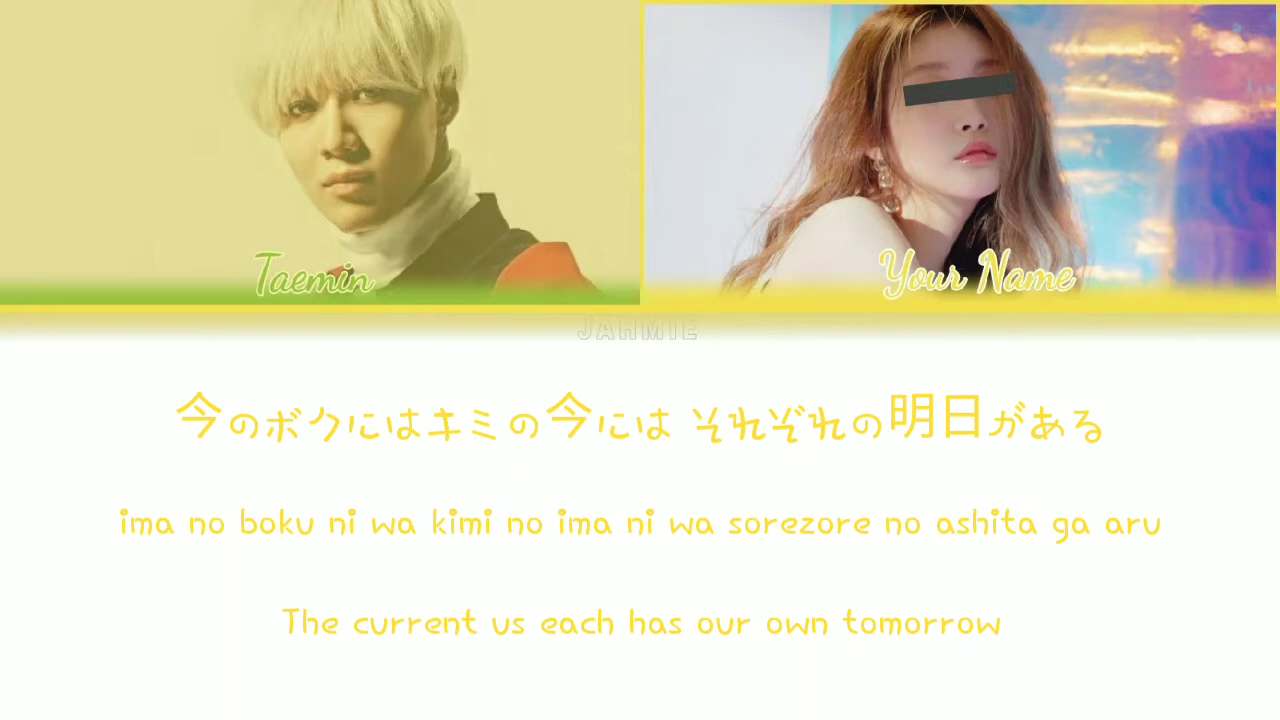 Taemin
Your Name
JAHMIE
今のボクにはキミの今には それぞれの明日がある
ima no boku ni wa kimi no ima ni wa sorezore no ashita ga aru
The current us each has our own tomorrow